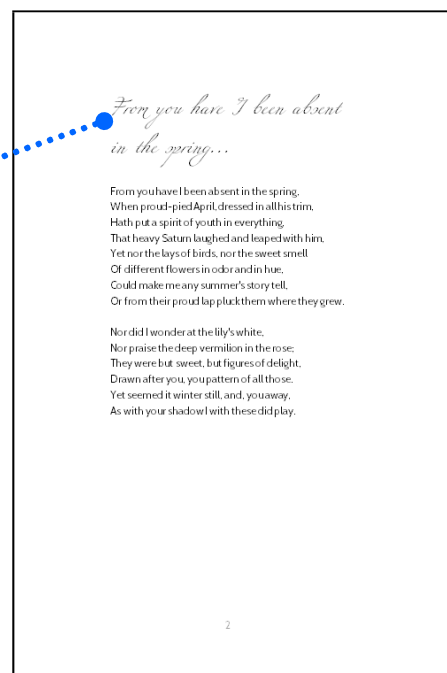 From you have I been absent
in the spring...
From you have I been absent in the spring,
When proud-pied April, dressed in all his trim,
Hath put a spirit of youth in everything,
That heavy Saturn laughed and leaped with him,
Yet nor the lays of birds, nor the sweet smell
Of different flowers in odor and in hue,
Could make me any summer's story tell,
Or from their proud lap pluck them where they grew.
Nor did I wonder at the lily's white,
Nor praise the deep vermilion in the rose;
They were but sweet, but figures of delight,
Drawn after you, you pattern of all those.
Yet seemed it winter still, and, you away,
As with your shadow I with these did play.
2